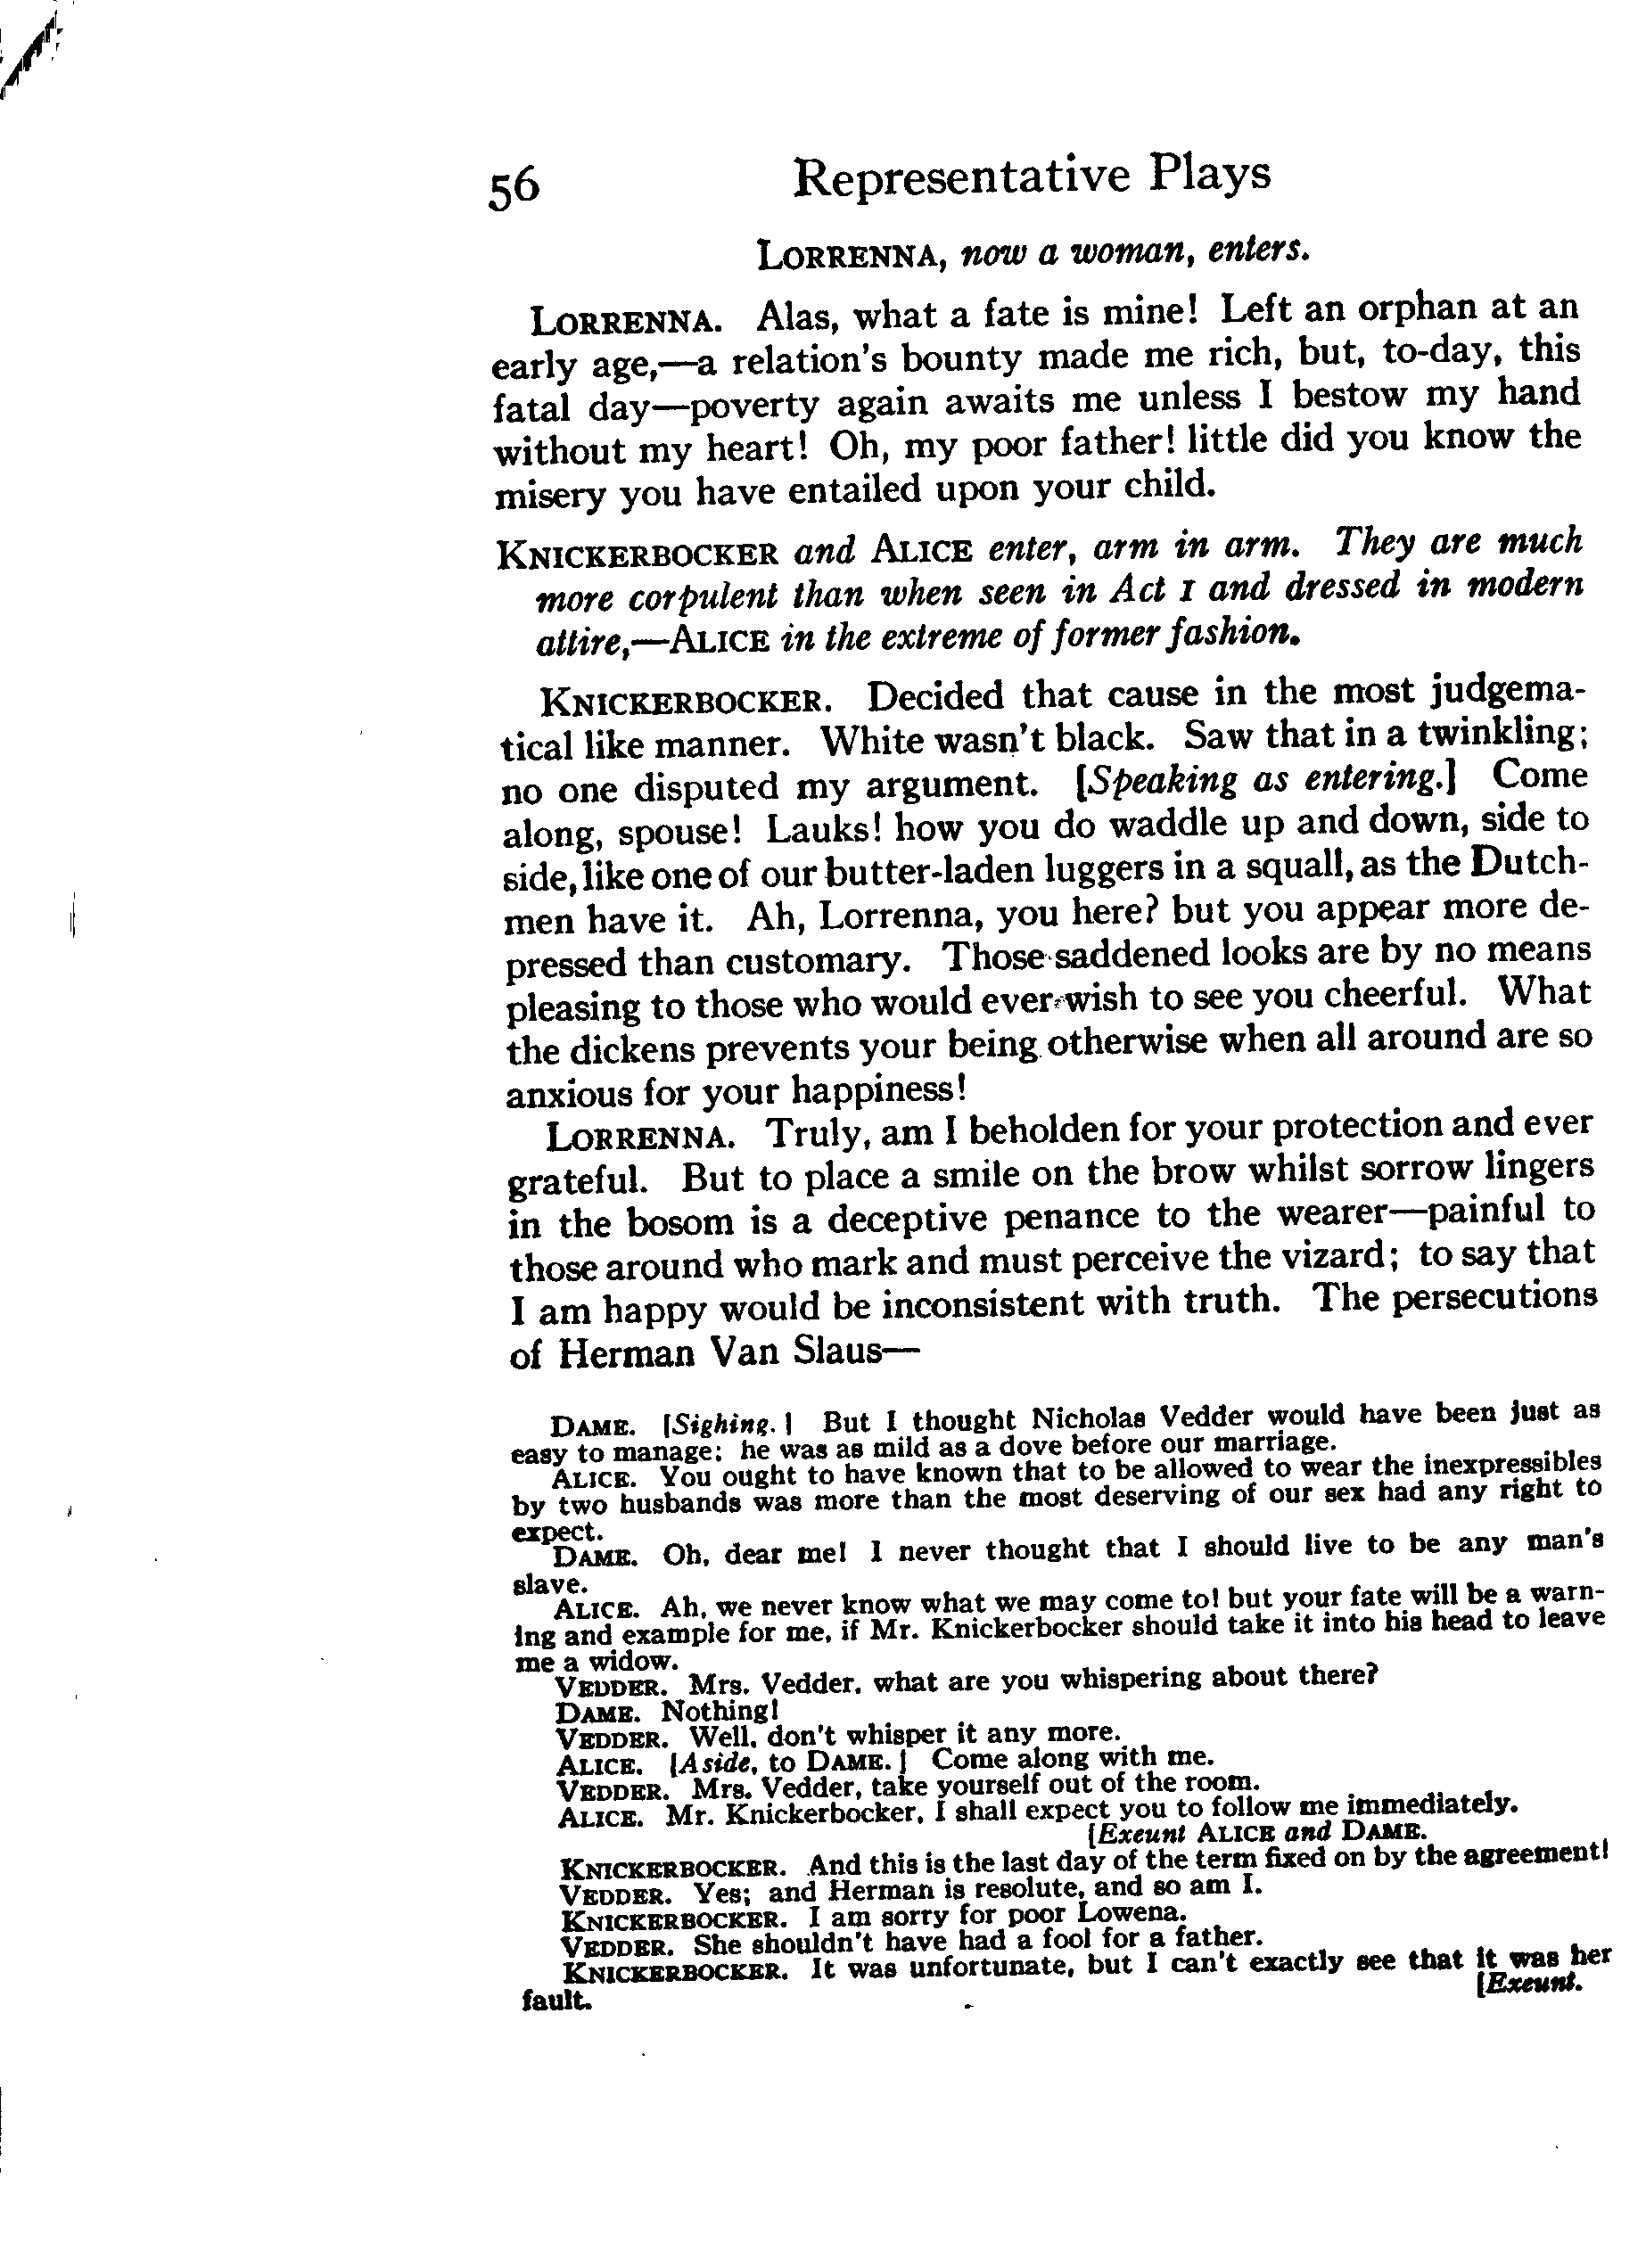 56 Representative Plays
LORRENNA, now a woman, enters.
LORRENNA. Alas, what a fate is mine! Left an orphan at an
early age,—a relation's bounty made me rich, but, to-day, this
fatal day—poverty again awaits me unless I bestow my hand
without my heart! Oh, my poor father! little did you know the
misery you have entailed upon your child.
KNICKERBOCKER and ALICE enter, arm in arm. They are much
more corpulent than when seen in Act I and dressed in modern
attire,—ALICE in the extreme of former fashion.
KNICKERBOCKER. Decided that cause in the most judgema-
tical like manner. White wasn't black. Saw that in a twinkling;
no one disputed my argument. [Speaking as entering.] Come
along, spouse! Lauks! how you do waddle up and down, side to
side, like one of our butter-laden luggers in a squall, as the Dutch-
men have it. Ah, Lorrenna, you here? but you appear more de-
pressed than customary. Those saddened looks are by no means
pleasing to those who would ever wish to see you cheerful. What
the dickens prevents your being otherwise when all around are so
anxious for your happiness!
LORRENNA. Truly, am I beholden for your protection and ever
grateful. But to place a smile on the brow whilst sorrow lingers
in the bosom is a deceptive penance to the wearer—painful to
those around who mark and must perceive the vizard; to say that
I am happy would be inconsistent with truth. The persecutions
of Herman Van Slaus—
DAME. [Sighing.] But I thought Nicholas Vedder would have been just as
easy to manage; he was as mild as a dove before our marriage.
ALICE. You ought to have known that to be allowed to wear the inexpressibles
by two husbands was more than the most deserving of our sex had any right to
expect.
DAME. Oh, dear me! I never thought that I should live to be any man's
slave.
ALICE. Ah, we never know what we may come to! but your fate will be a warn-
ing and example for me, if Mr. Knickerbocker should take it into his head to leave
me a widow.
VEDDER. Mrs. Vedder, what are you whispering about there?
DAME. Nothing!
VEDDER. Well, don't whisper it any more.
ALICE. [Aside, to DAME.] Come along with me.
VEDDER. Mrs. Vedder, take yourself out of the room.
ALICE. Mr. Knickerbocker, I shall expect you to follow me immediately.
[Exeunt ALICE and DAME.
KNICKERBOCKER. And this is the last day of the term fixed on by the agreement!
VEDDER. Yes; and Herman is resolute, and so am I.
KNICKERBOCKER. I am sorry for poor Lowena.
VEDDER. She shouldn't have had a fool for a father.
KNICKERBOCKER. It was unfortunate, but I can't exactly see that it was her
fault. [Exeunt.